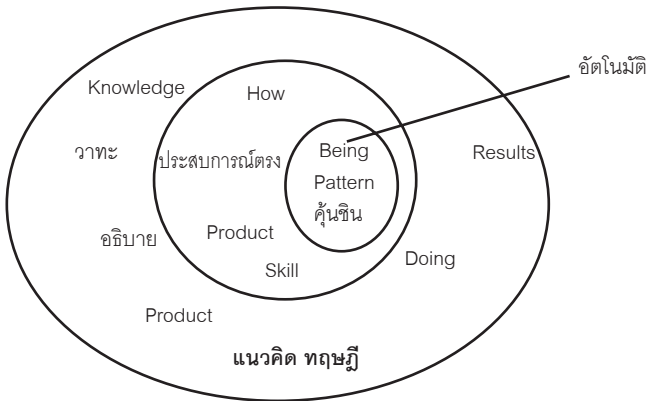 อัตโนมัติ
Knowledge
How
วาทะ
ประสบการณ์ตรง
Being
Results
Pattern
คุ้นชิน
อธิบาย
Product
Skill
Doing
Product
แนวคิด ทฤษฎี